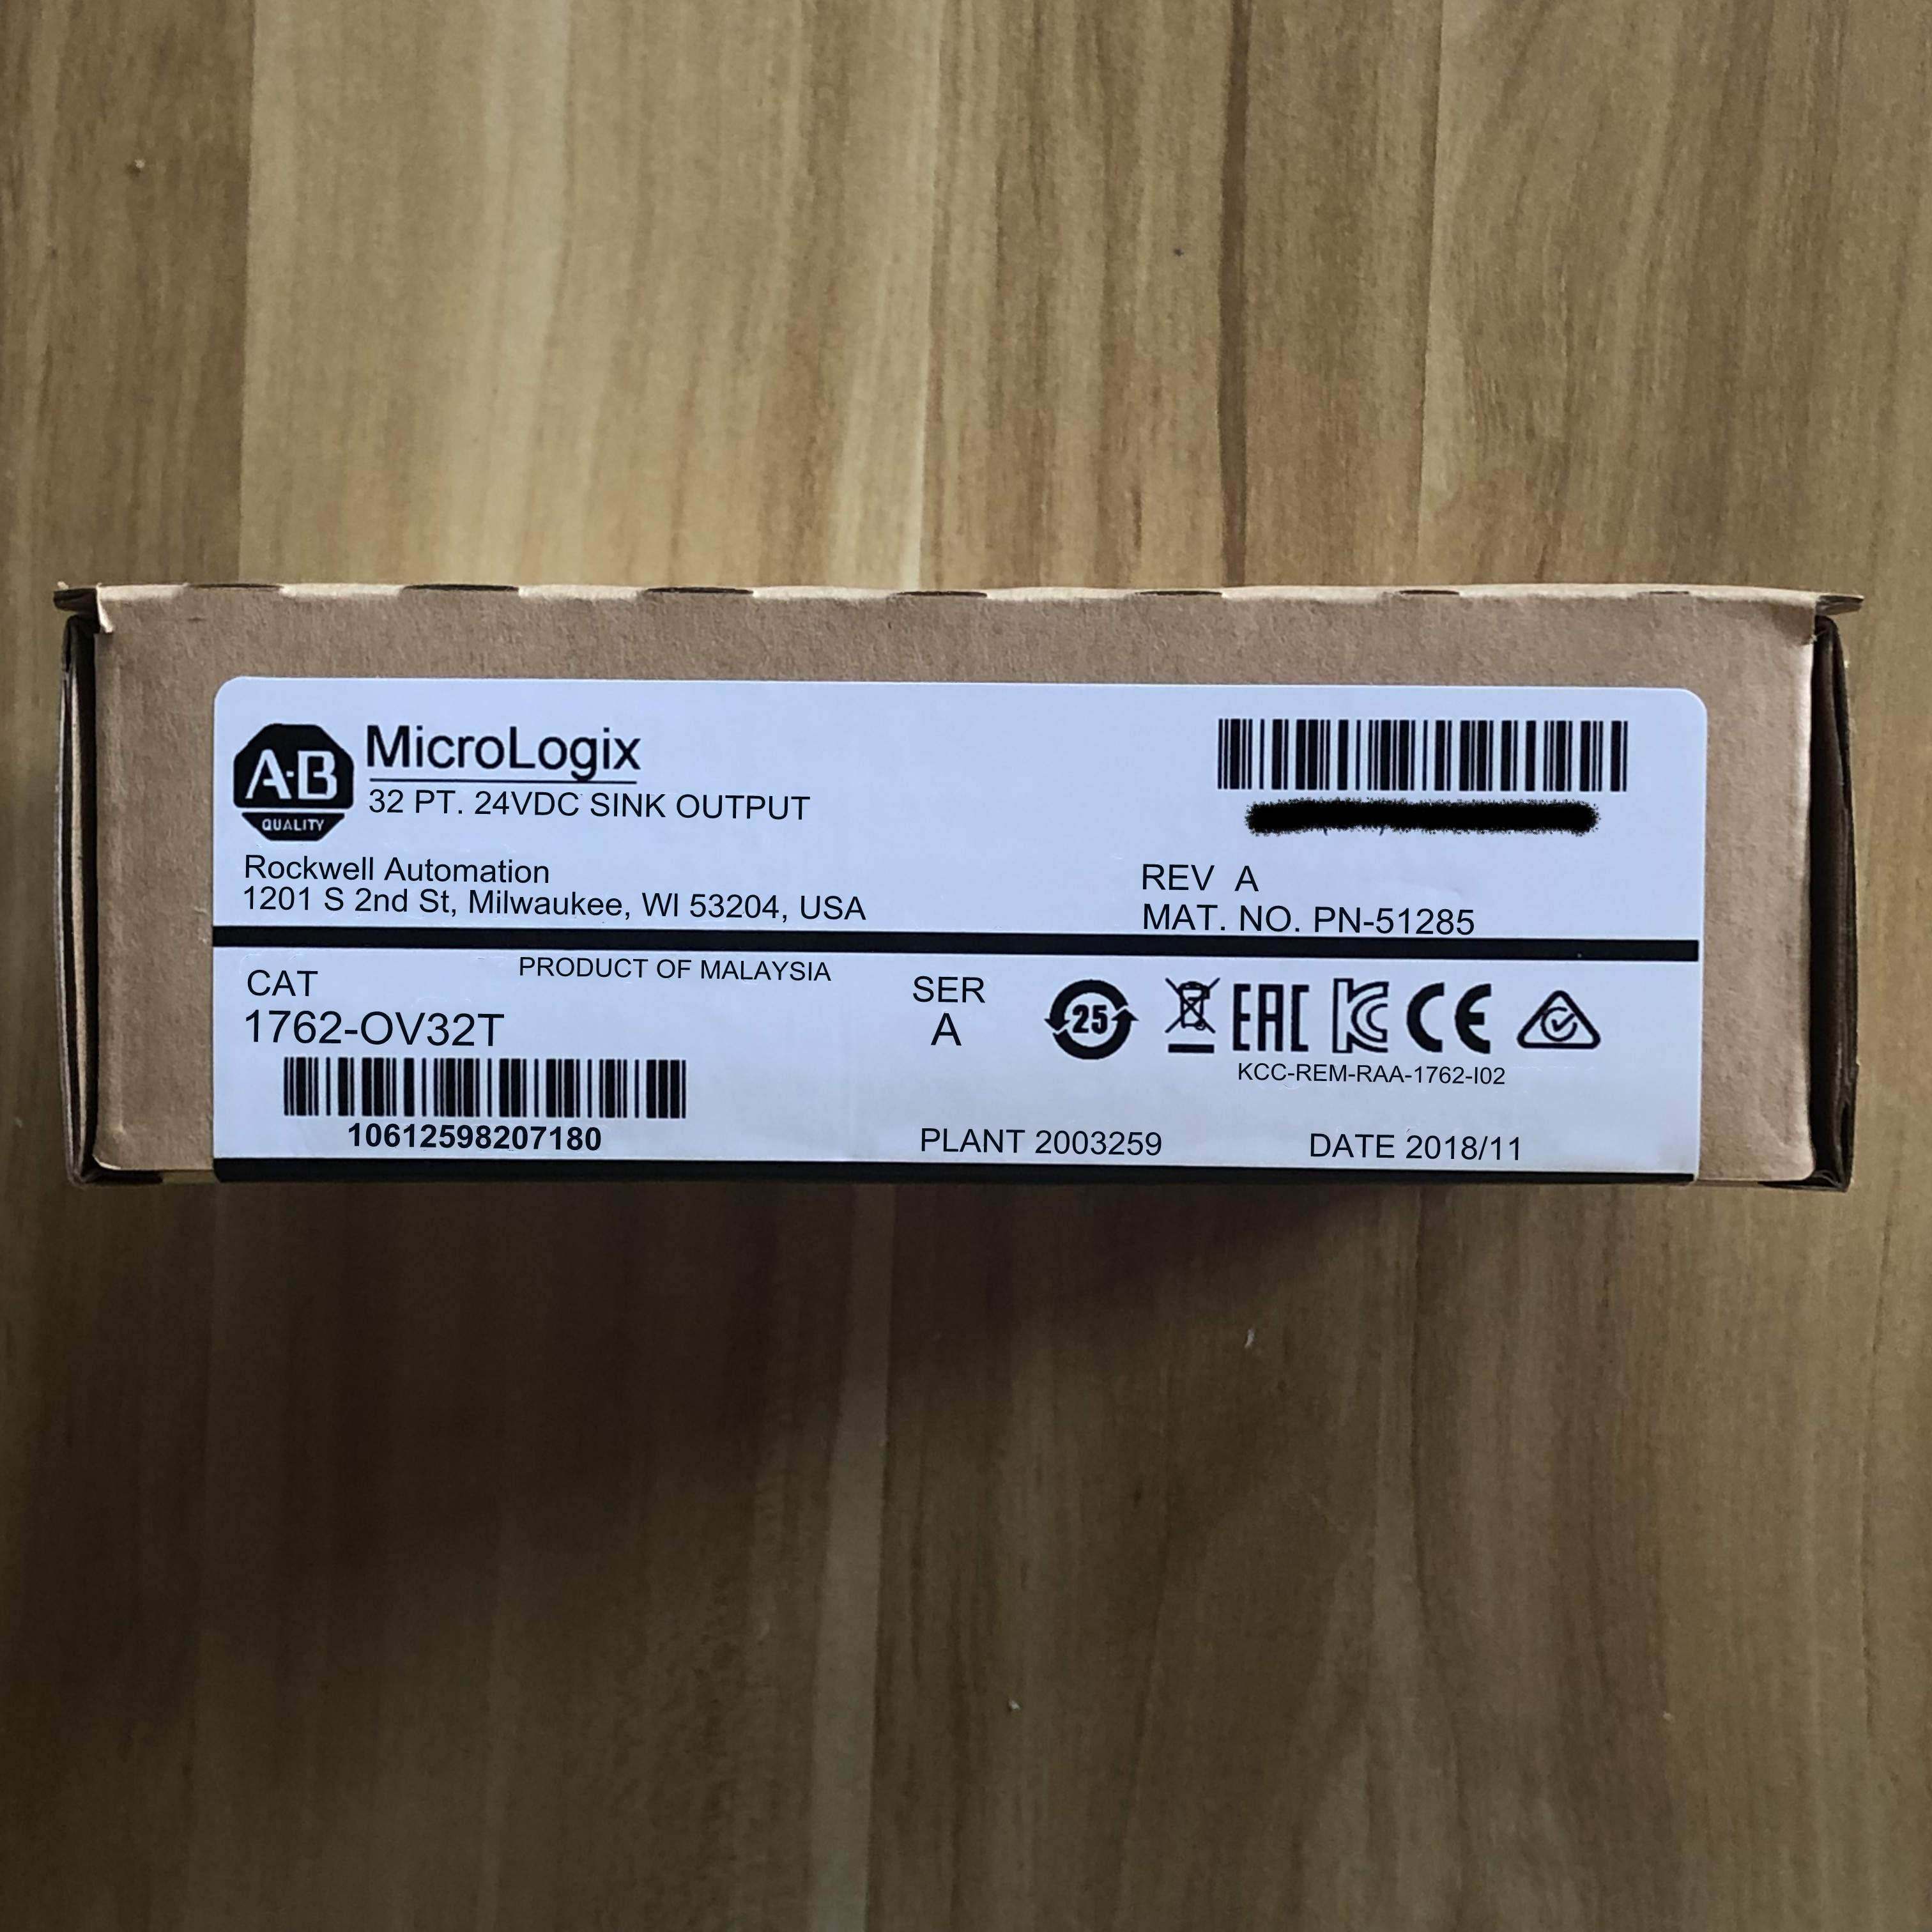 A-B
QUALITY
MicroLogix
32 PT. 24VDC SINK OUTPUT
Rockwell Automation
1201 S 2nd St, Milwaukee, WI 53204, USA
REV A
MAT. NO. PN-51285
PRODUCT OF MALAYSIA
CAT
1762-OV32T
10612598207180
SER
A
25
EAC
KC
CE
KCC-REM-RAA-1762-I02
PLANT 2003259
DATE 2018/11